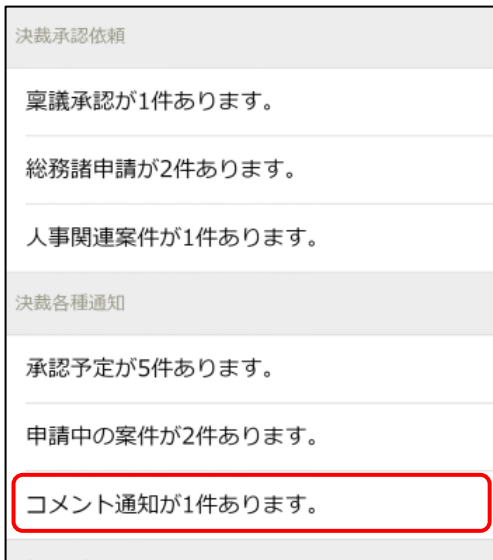 決裁承認依頼
稟議承認が1件あります。
総務諸申請が2件あります。
人事関連案件が1件あります。
決裁各種通知
承認予定が5件あります。
申請中の案件が2件あります。
コメント通知が1件あります。